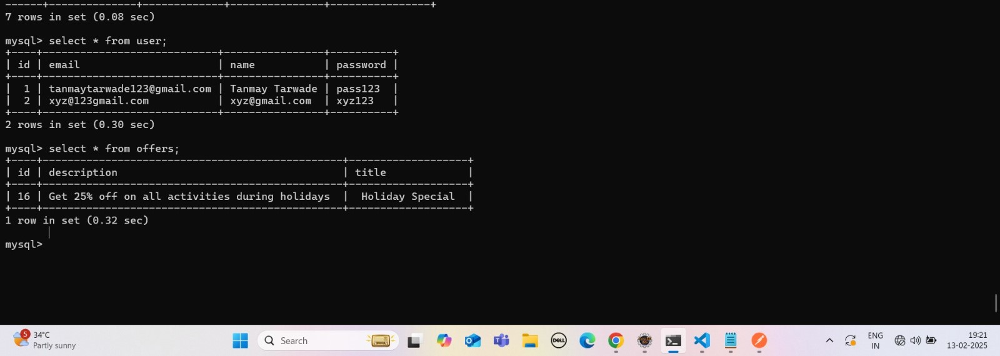 ------+--------------+-------------+---------------+----------------+
7 rows in set (0.08 sec)
mysql> select * from user;
+----+----------------------------+----------------+----------+
| id | email                      | name           | password |
+----+----------------------------+----------------+----------+
|  1 | tanmaytarwade123@gmail.com | Tanmay Tarwade | pass123  |
|  2 | xyz@123gmail.com           | xyz@gmail.com  | xyz123   |
+----+----------------------------+----------------+----------+
2 rows in set (0.30 sec)
mysql> select * from offers;
+----+------------------------------------------------+-------------------+
| id | description                                    | title             |
+----+------------------------------------------------+-------------------+
| 16 | Get 25% off on all activities during holidays  |  Holiday Special  |
+----+------------------------------------------------+-------------------+
1 row in set (0.32 sec)
mysql>
5
34°C
Partly sunny
Search
DELL
ENG
IN
19:21
13-02-2025